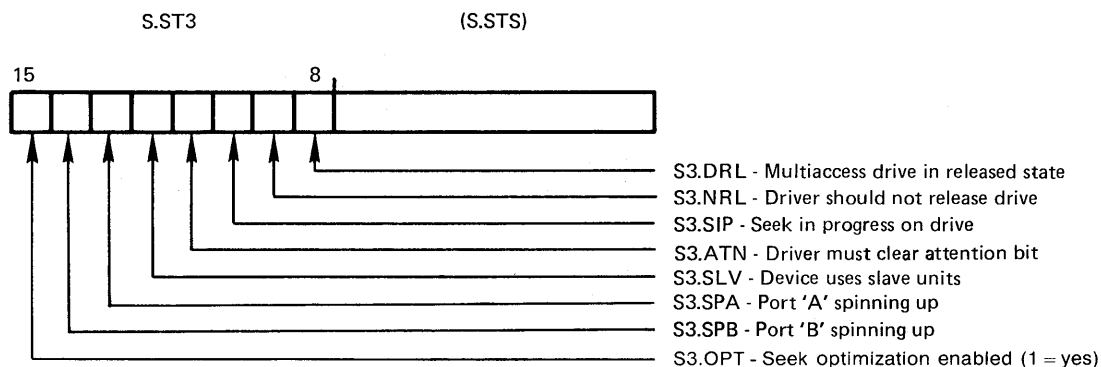 S.ST3 (S.STS)
15 8
S3.DRL - Multiaccess drive in released state
S3.NRL - Driver should not release drive
S3.SIP - Seek in progress on drive
S3.ATN - Driver must clear attention bit
S3.SLV - Device uses slave units
S3.SPA - Port 'A' spinning up
S3.SPB - Port 'B' spinning up
S3.OPT - Seek optimization enabled (1 = yes)